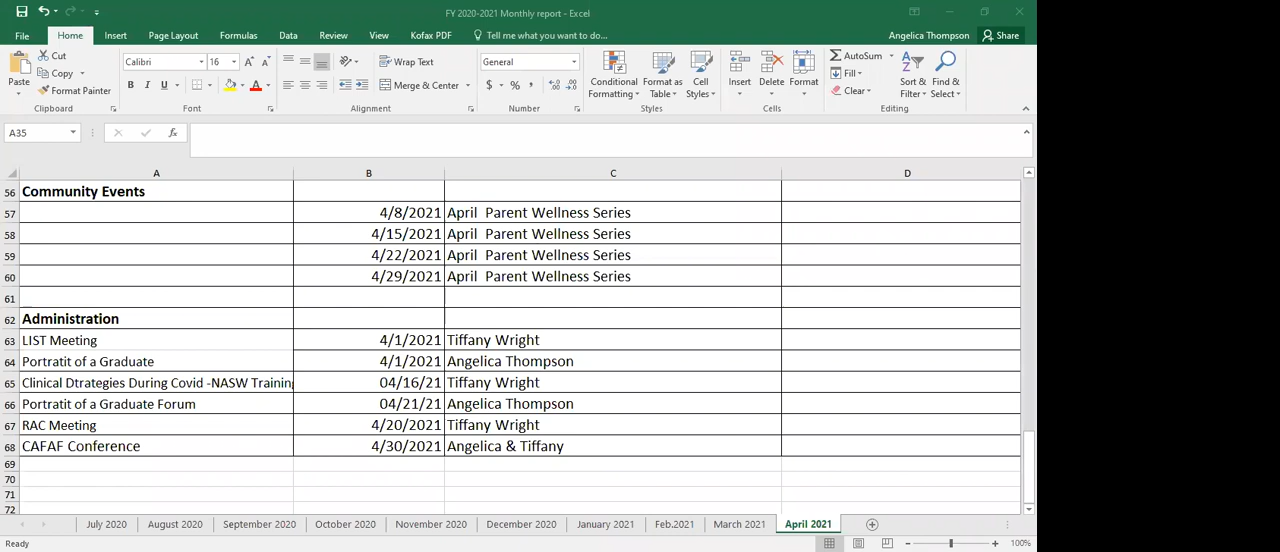 FY 2020-2021 Monthly report - Excel
File Home Insert Page Layout Formulas Data Review View Kofax PDF Tell me what you want to do... Angelica Thompson Share
Paste Cut Copy Format Painter Clipboard
Calibri 16 A A B I U A Font
Wrap Text Merge & Center Alignment
General $ % , Number
Conditional Formatting Format as Table Cell Styles Styles
Insert Delete Format Cells
AutoSum Fill Clear Sort & Filter Find & Select Editing
A35 fx
A B C D
56 Community Events
57 4/8/2021 April  Parent Wellness Series
58 4/15/2021 April  Parent Wellness Series
59 4/22/2021 April  Parent Wellness Series
60 4/29/2021 April  Parent Wellness Series
61
62 Administration
63 LIST Meeting 4/1/2021 Tiffany Wright
64 Portratit of a Graduate 4/1/2021 Angelica Thompson
65 Clinical Dtrategies During Covid -NASW Training 04/16/21 Tiffany Wright
66 Portratit of a Graduate Forum 04/21/21 Angelica Thompson
67 RAC Meeting 4/20/2021 Tiffany Wright
68 CAFAF Conference 4/30/2021 Angelica & Tiffany
69
70
71
72
July 2020 August 2020 September 2020 October 2020 November 2020 December 2020 January 2021 Feb.2021 March 2021 April 2021
Ready 100%